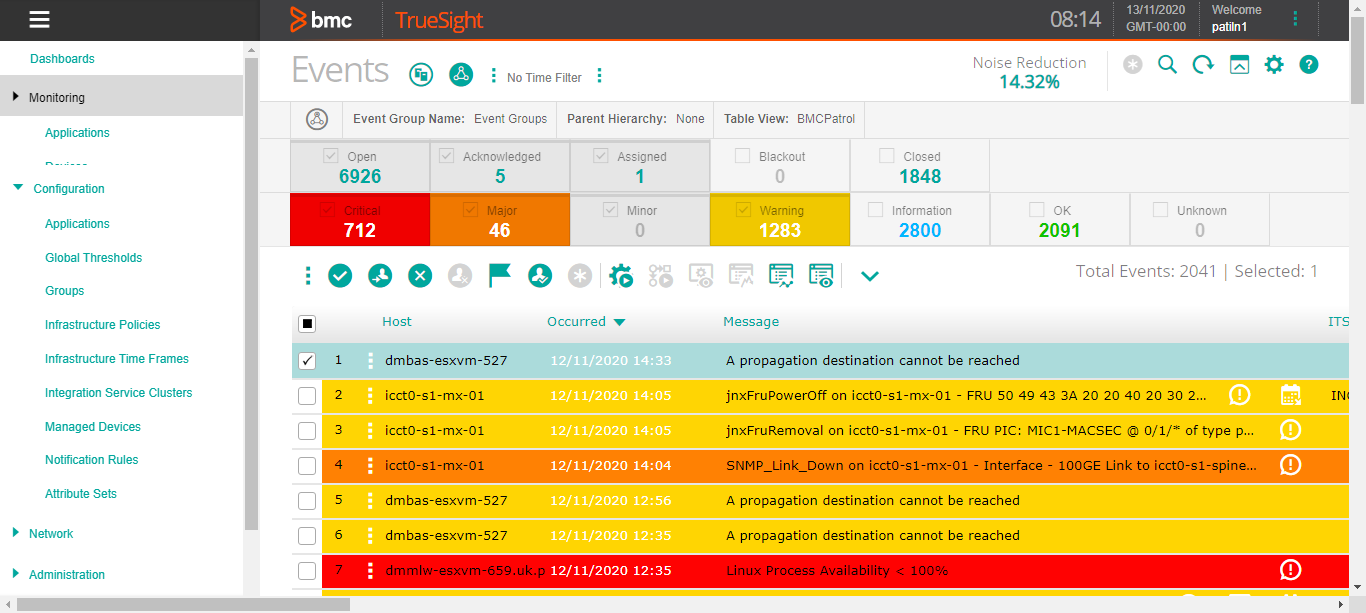 bmc TrueSight
08:14
13/11/2020
GMT-00:00
Welcome
patiln1
Dashboards
Monitoring
Applications
Configuration
Applications
Global Thresholds
Groups
Infrastructure Policies
Infrastructure Time Frames
Integration Service Clusters
Managed Devices
Notification Rules
Attribute Sets
Network
Administration
Events
No Time Filter
Noise Reduction
14.32%
Event Group Name: Event Groups Parent Hierarchy: None Table View: BMCPatrol
Open Acknowledged Assigned Blackout Closed
6926 5 1 0 1848
Critical Major Minor Warning Information OK Unknown
712 46 0 1283 2800 2091 0
Total Events: 2041 | Selected: 1
Host Occurred Message ITS
1 dmbas-esxvm-527 12/11/2020 14:33 A propagation destination cannot be reached
2 icct0-s1-mx-01 12/11/2020 14:05 jnxFruPowerOff on icct0-s1-mx-01 - FRU 50 49 43 3A 20 20 40 20 30 2... INC
3 icct0-s1-mx-01 12/11/2020 14:05 jnxFruRemoval on icct0-s1-mx-01 - FRU PIC: MIC1-MACSEC @ 0/1/* of type p...
4 icct0-s1-mx-01 12/11/2020 14:04 SNMP_Link_Down on icct0-s1-mx-01 - Interface - 100GE Link to icct0-s1-spine...
5 dmbas-esxvm-527 12/11/2020 12:56 A propagation destination cannot be reached
6 dmbas-esxvm-527 12/11/2020 12:35 A propagation destination cannot be reached
7 dmmlw-esxvm-659.uk.p 12/11/2020 12:35 Linux Process Availability < 100%